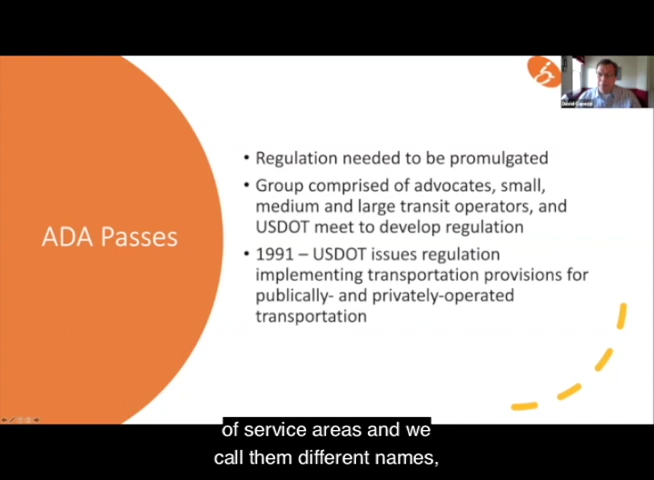 ADA Passes
• Regulation needed to be promulgated
• Group comprised of advocates, small,
medium and large transit operators, and
USDOT meet to develop regulation
• 1991 – USDOT issues regulation
implementing transportation provisions for
publically- and privately-operated
transportation
of service areas and we
call them different names,